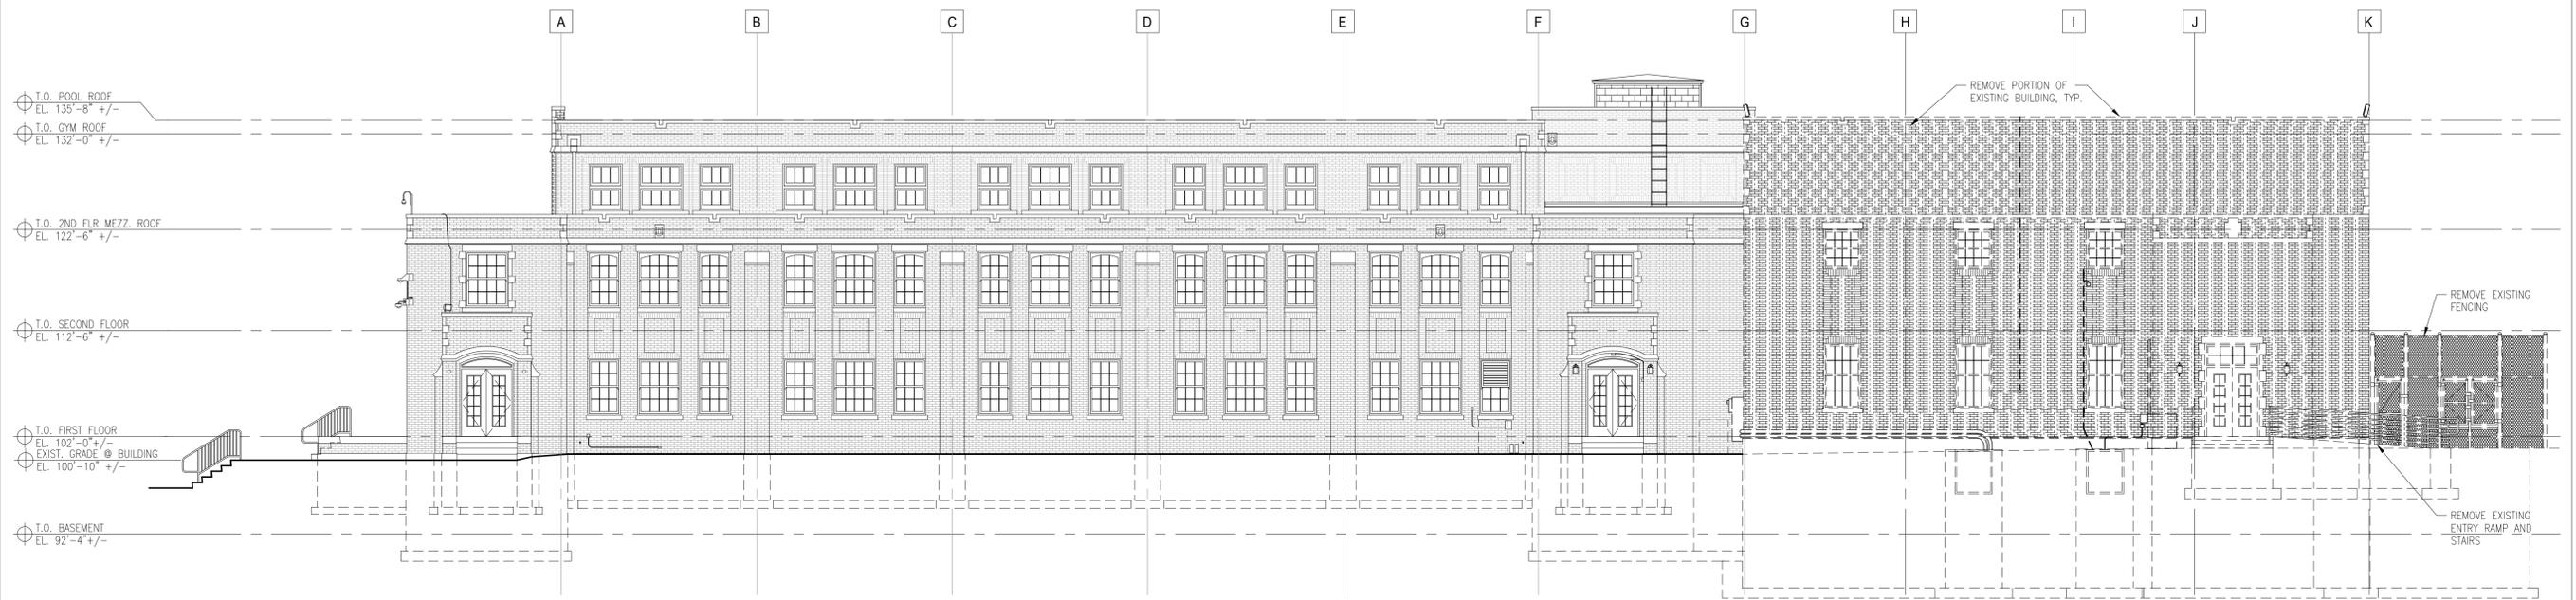 A
B
C
D
E
F
G
H
I
J
K
T.O. POOL ROOF
EL. 135'-8" +/-
T.O. GYM ROOF
EL. 132'-0" +/-
T.O. 2ND FLR MEZZ. ROOF
EL. 122'-6" +/-
T.O. SECOND FLOOR
EL. 112'-6" +/-
T.O. FIRST FLOOR
EL. 102'-0"+/-
EXIST. GRADE @ BUILDING
EL. 100'-10" +/-
T.O. BASEMENT
EL. 92'-4"+/-
REMOVE PORTION OF
EXISTING BUILDING, TYP.
REMOVE EXISTING
FENCING
REMOVE EXISTING
ENTRY RAMP AND
STAIRS